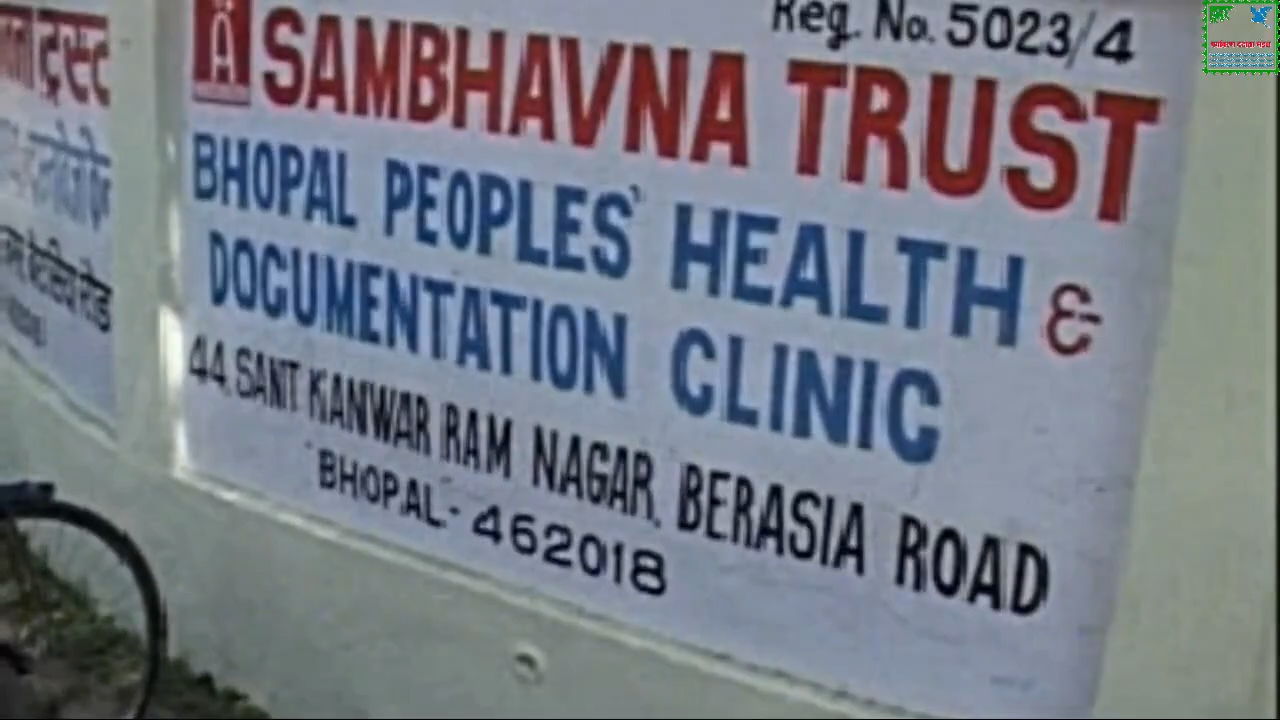 ट्रस्ट
रोड
Reg. No. 5023/4
SAMBHAVNA TRUST
BHOPAL PEOPLES' HEALTH &
DOCUMENTATION CLINIC
44, SANT KANWAR RAM NAGAR, BERASIA ROAD
BHOPAL - 462018